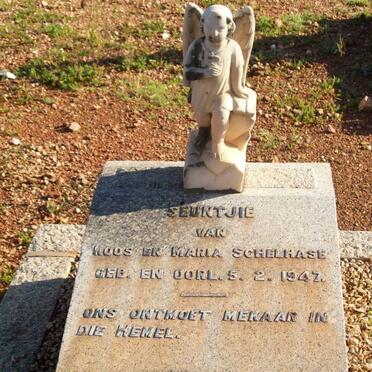 SEUNTJIE
VAN
KOOS EN MARIA SCHELHASE
GEB. EN OORL. 5. 2. 1947.
ONS ONTMOET MEKAAR IN
DIE HEMEL.